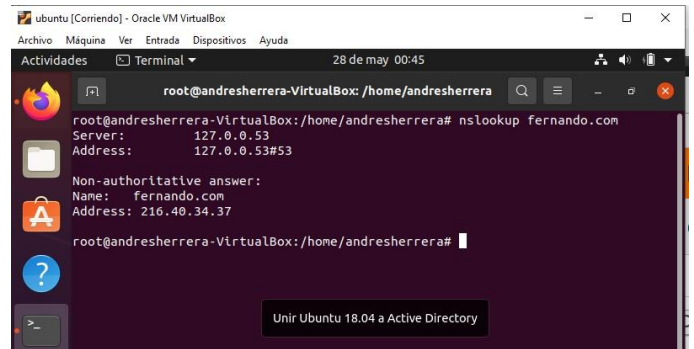 ubuntu [Corriendo] - Oracle VM VirtualBox
Archivo Máquina Ver Entrada Dispositivos Ayuda
Actividades Terminal 28 de may 00:45
root@andresherrera-VirtualBox: /home/andresherrera
root@andresherrera-VirtualBox:/home/andresherrera# nslookup fernando.com
Server: 127.0.0.53
Address: 127.0.0.53#53
Non-authoritative answer:
Name: fernando.com
Address: 216.40.34.37
root@andresherrera-VirtualBox:/home/andresherrera#
Unir Ubuntu 18.04 a Active Directory